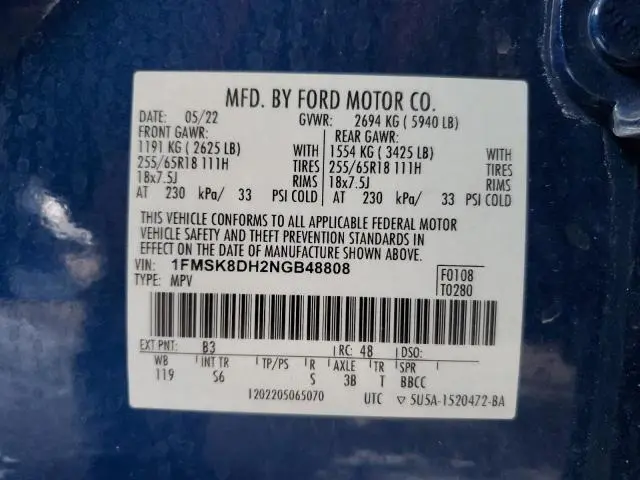 MFD. BY FORD MOTOR CO.
DATE: 05/22 GVWR: 2694 KG ( 5940 LB)
FRONT GAWR: REAR GAWR:
1191 KG ( 2625 LB) WITH 1554 KG ( 3425 LB) WITH
255/65R18 111H TIRES 255/65R18 111H TIRES
18x7.5J RIMS 18x7.5J RIMS
AT 230 kPa/ 33 PSI COLD AT 230 kPa/ 33 PSI COLD
THIS VEHICLE CONFORMS TO ALL APPLICABLE FEDERAL MOTOR
VEHICLE SAFETY AND THEFT PREVENTION STANDARDS IN
EFFECT ON THE DATE OF MANUFACTURE SHOWN ABOVE.
VIN: 1FMSK8DH2NGB48808 F0108
TYPE: MPV T0280
EXT PNT: B3 RC: 48 DSO:
WB INT TR TP/PS R AXLE TR SPR
119 S6 S 3B T BBCC
1202205065070 UTC ▽ 5U5A-1520472-BA